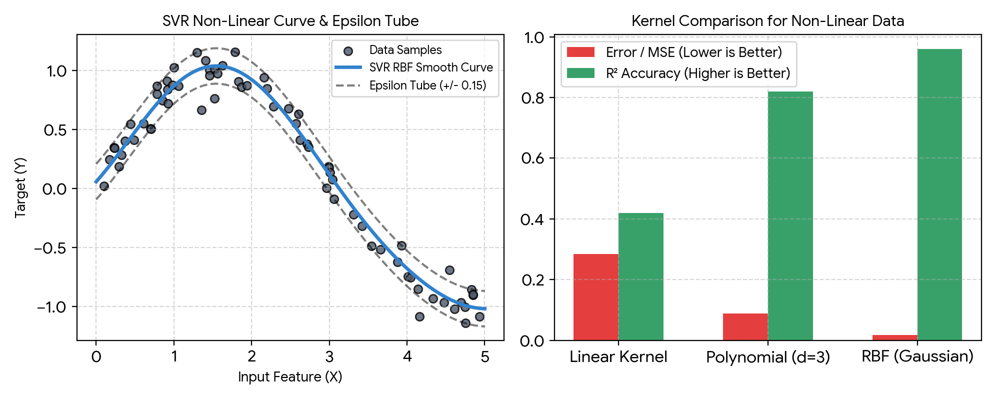 SVR Non-Linear Curve & Epsilon Tube
Data Samples
SVR RBF Smooth Curve
Epsilon Tube (+/- 0.15)
Target (Y)
1.0
0.5
0.0
−0.5
−1.0
0 1 2 3 4 5
Input Feature (X)
Kernel Comparison for Non-Linear Data
Error / MSE (Lower is Better)
R² Accuracy (Higher is Better)
1.0
0.8
0.6
0.4
0.2
0.0
Linear Kernel Polynomial (d=3) RBF (Gaussian)